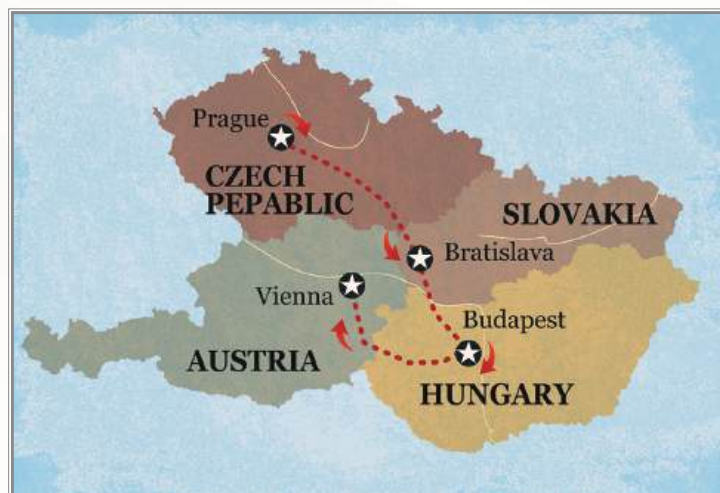 Prague
CZECH
PEPABLIC
SLOVAKIA
Bratislava
Vienna
Budapest
AUSTRIA
HUNGARY